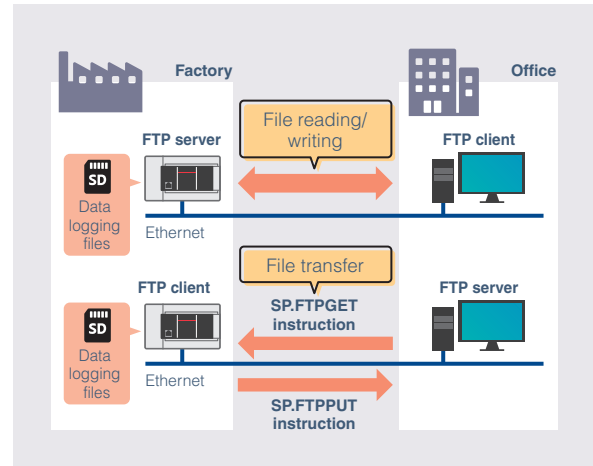 Factory
Office
File reading/
writing
FTP server
FTP client
SD
Data
logging
files
Ethernet
File transfer
FTP client
FTP server
SP.FTPGET
instruction
SD
Data
logging
files
Ethernet
SP.FTPPUT
instruction